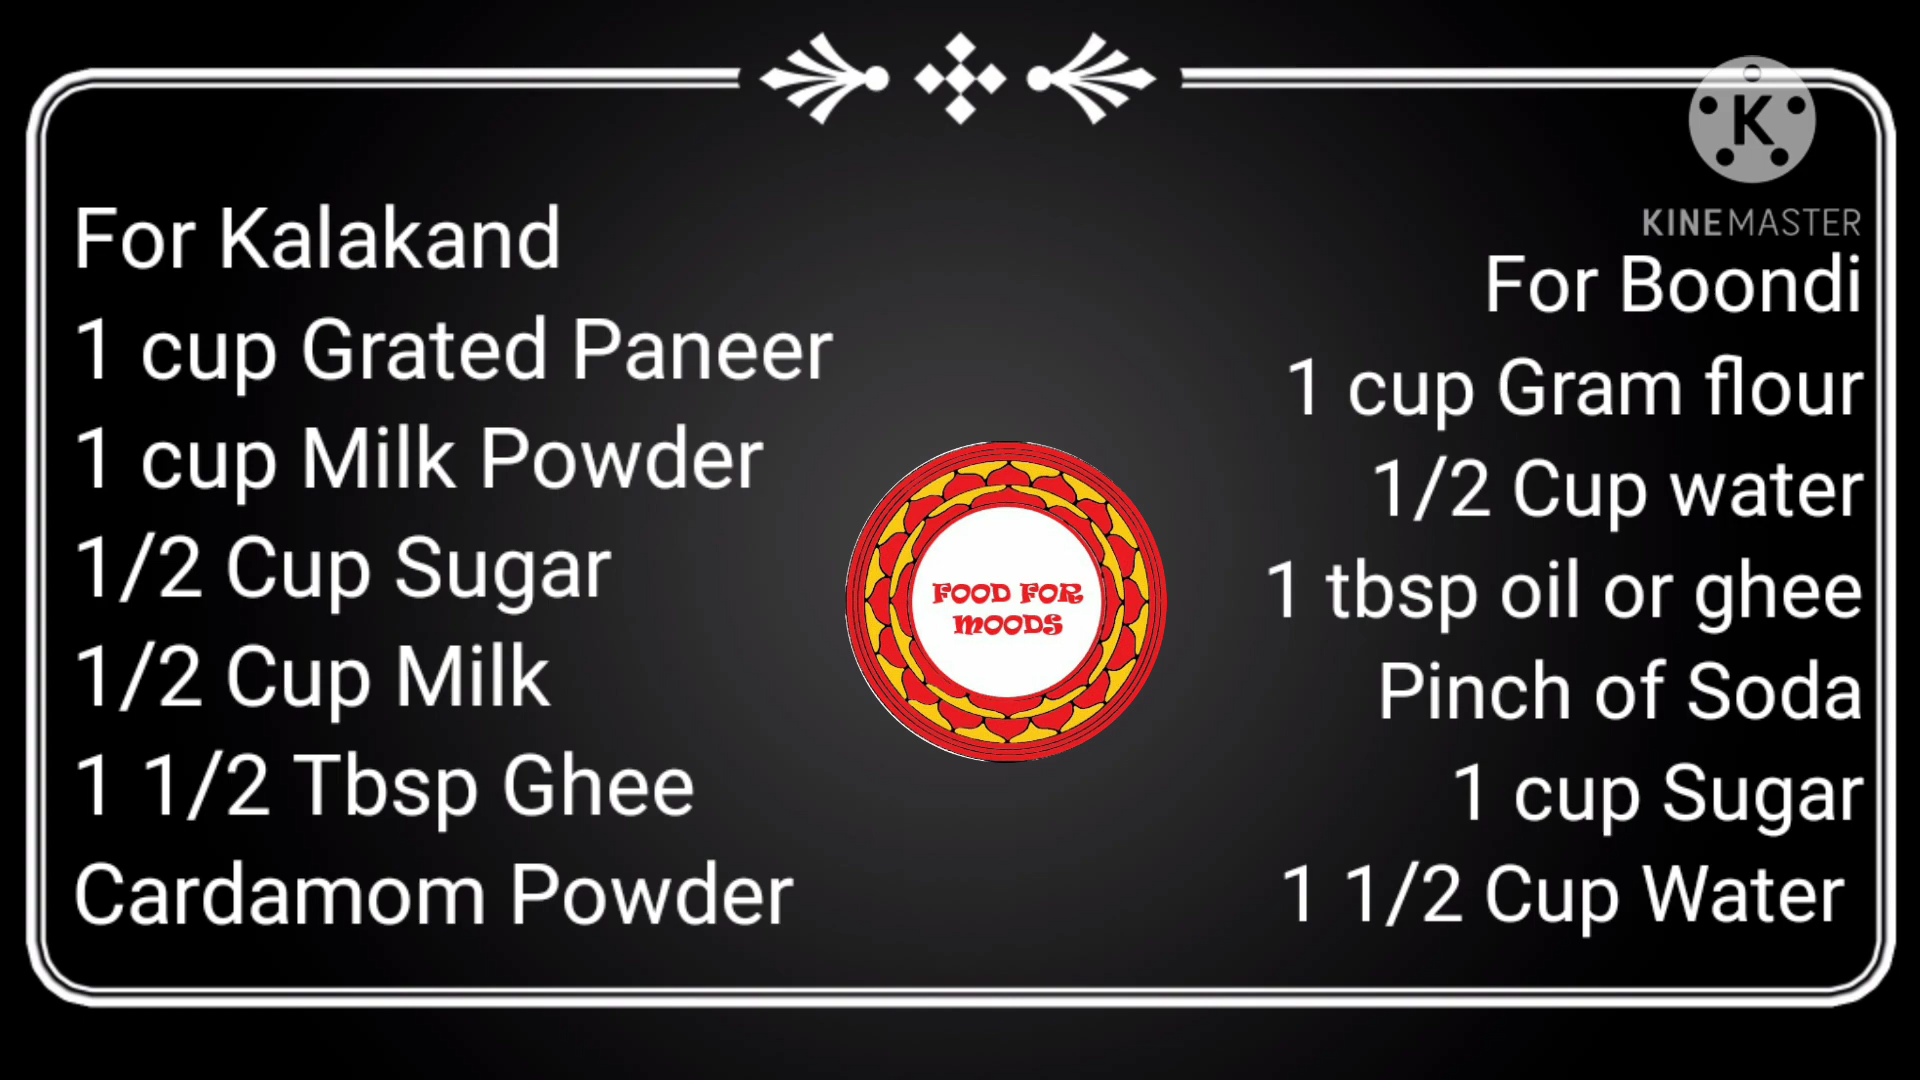 For Kalakand
1 cup Grated Paneer
1 cup Milk Powder
1/2 Cup Sugar
1/2 Cup Milk
1 1/2 Tbsp Ghee
Cardamom Powder
FOOD FOR
MOODS
K
KINEMASTER
For Boondi
1 cup Gram flour
1/2 Cup water
1 tbsp oil or ghee
Pinch of Soda
1 cup Sugar
1 1/2 Cup Water